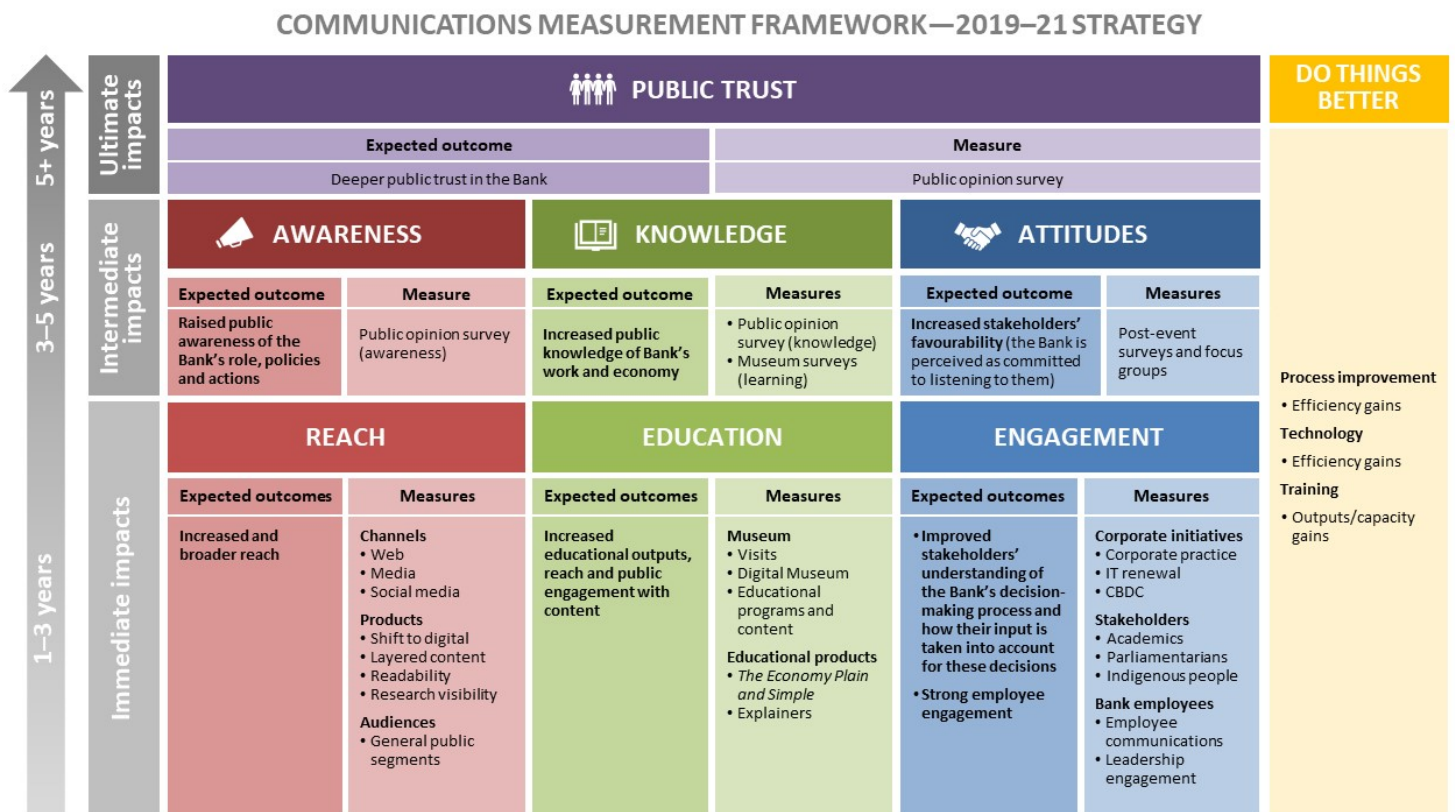 COMMUNICATIONS MEASUREMENT FRAMEWORK—2019–21 STRATEGY
5+ years
Ultimate
impacts
PUBLIC TRUST
DO THINGS
BETTER
Expected outcome
Measure
Deeper public trust in the Bank
Public opinion survey
3–5 years
Intermediate
impacts
AWARENESS
KNOWLEDGE
ATTITUDES
Expected outcome
Measure
Expected outcome
Measures
Expected outcome
Measures
Raised public
awareness of the
Bank's role, policies
and actions
Public opinion survey
(awareness)
Increased public
knowledge of Bank's
work and economy
• Public opinion
survey (knowledge)
• Museum surveys
(learning)
Increased stakeholders'
favourability (the Bank is
perceived as committed
to listening to them)
Post-event
surveys and focus
groups
1–3 years
Immediate impacts
REACH
EDUCATION
ENGAGEMENT
Expected outcomes
Measures
Expected outcomes
Measures
Expected outcomes
Measures
Increased and
broader reach
Channels
• Web
• Media
• Social media
Products
• Shift to digital
• Layered content
• Readability
• Research visibility
Audiences
• General public
segments
Increased
educational outputs,
reach and public
engagement with
content
Museum
• Visits
• Digital Museum
• Educational
programs and
content
Educational products
• The Economy Plain
and Simple
• Explainers
• Improved
stakeholders'
understanding of
the Bank's decision-
making process and
how their input is
taken into account
for these decisions
• Strong employee
engagement
Corporate initiatives
• Corporate practice
• IT renewal
• CBDC
Stakeholders
• Academics
• Parliamentarians
• Indigenous people
Bank employees
• Employee
communications
• Leadership
engagement
Process improvement
• Efficiency gains
Technology
• Efficiency gains
Training
• Outputs/capacity
gains